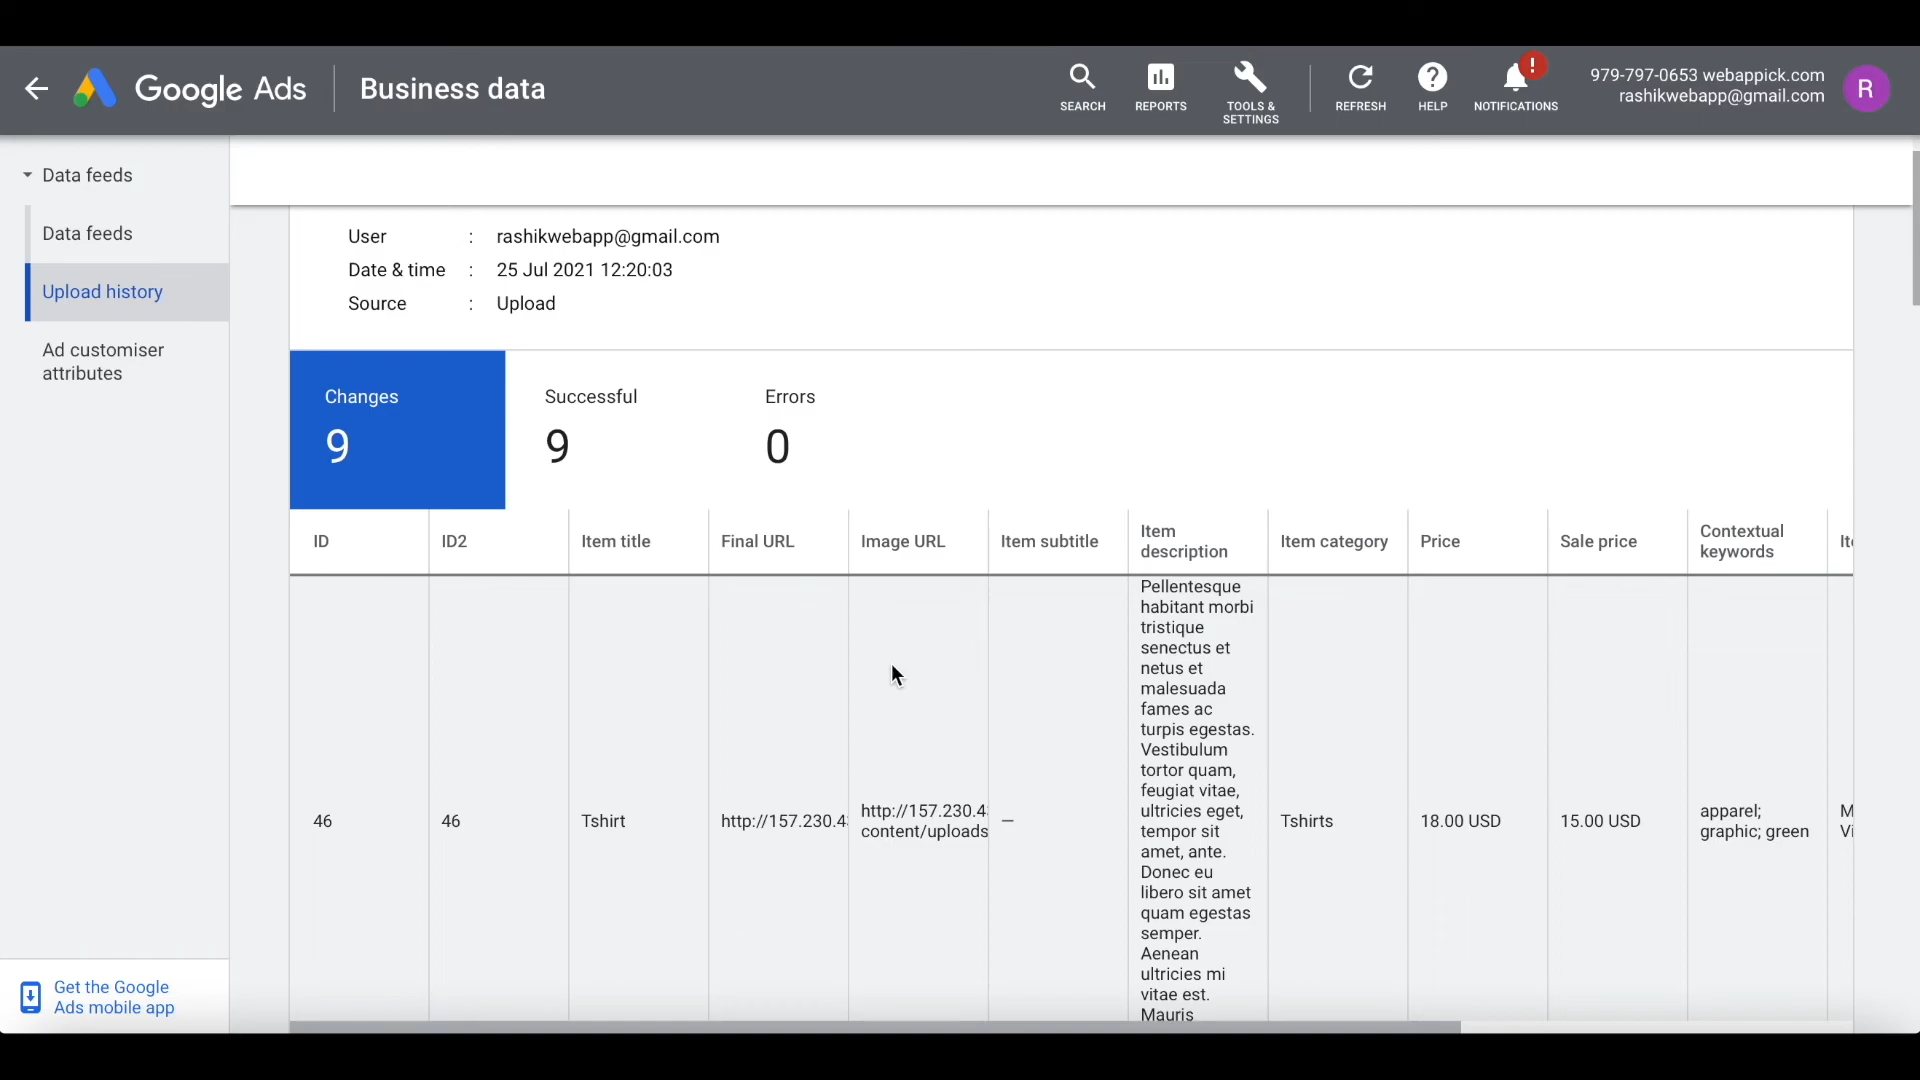 Google Ads
Business data
SEARCH
REPORTS
TOOLS &
SETTINGS
REFRESH
HELP
!
NOTIFICATIONS
979-797-0653 webappick.com
rashikwebapp@gmail.com
R
Data feeds
Data feeds
Upload history
Ad customiser
attributes
Get the Google
Ads mobile app
User : rashikwebapp@gmail.com
Date & time : 25 Jul 2021 12:20:03
Source : Upload
Changes
9
Successful
9
Errors
0
ID
ID2
Item title
Final URL
Image URL
Item subtitle
Item
description
Item category
Price
Sale price
Contextual
keywords
46
46
Tshirt
http://157.230.4
http://157.230.4
content/uploads
—
Pellentesque
habitant morbi
tristique
senectus et
netus et
malesuada
fames ac
turpis egestas.
Vestibulum
tortor quam,
feugiat vitae,
ultricies eget,
tempor sit
amet, ante.
Donec eu
libero sit amet
quam egestas
semper.
Aenean
ultricies mi
vitae est.
Mauris
Tshirts
18.00 USD
15.00 USD
apparel;
graphic; green